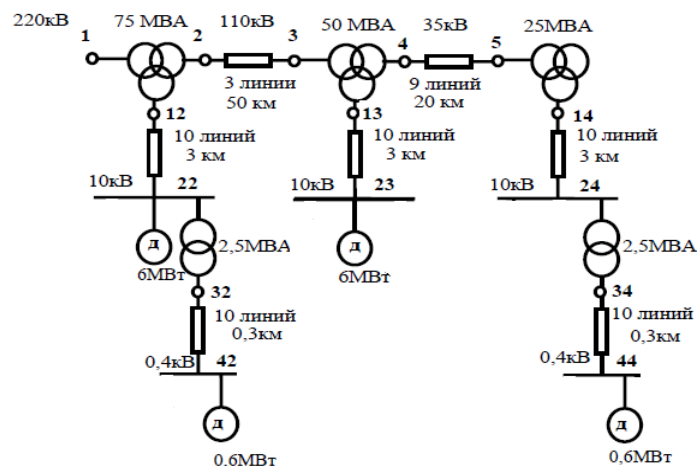 220кВ
75 МВА
110кВ
50 МВА
35кВ
25МВА
1
2
3
4
5
3 линии
50 км
9 линий
20 км
12
13
14
10 линий
3 км
10 линий
3 км
10 линий
3 км
10кВ
22
10кВ
23
10кВ
24
д
6МВт
2,5МВА
д
6МВт
2,5МВА
32
34
10 линий
0,3км
10 линий
0,3км
0,4кВ
42
0,4кВ
44
д
0,6МВт
д
0,6МВт